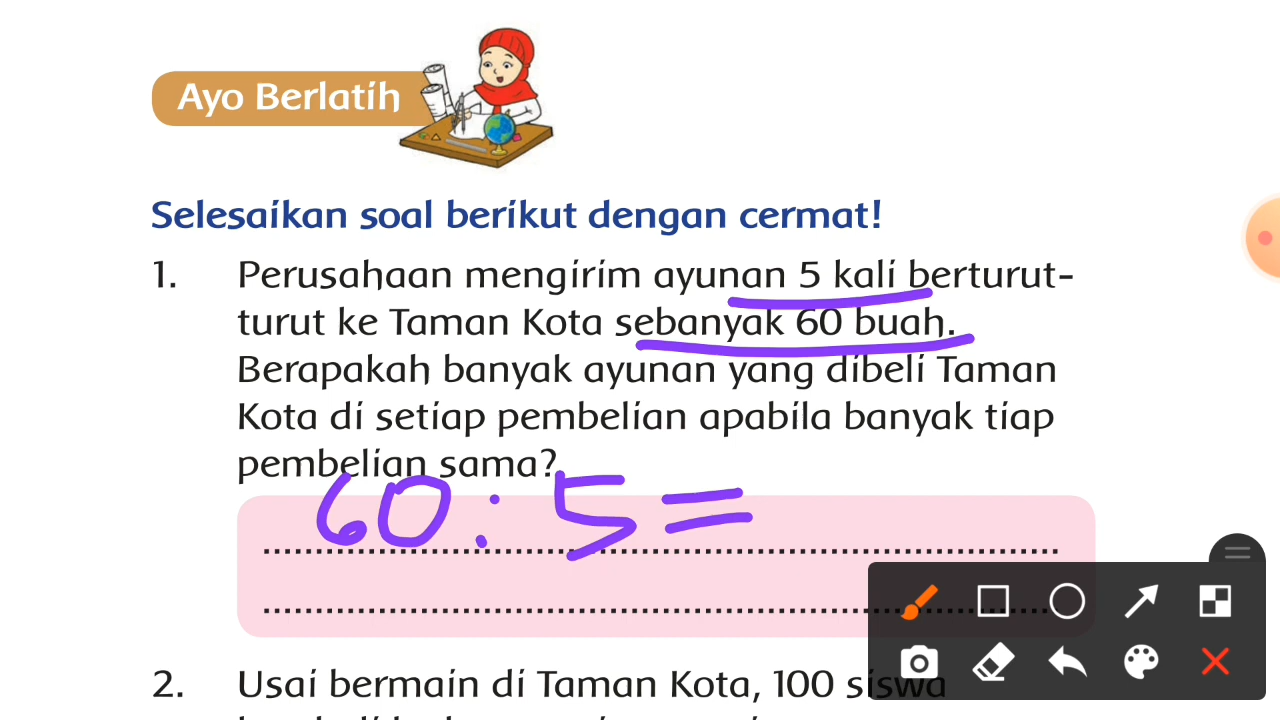 Ayo Berlatih
Selesaikan soal berikut dengan cermat!
1. Perusahaan mengirim ayunan 5 kali berturut-
turut ke Taman Kota sebanyak 60 buah.
Berapakah banyak ayunan yang dibeli Taman
Kota di setiap pembelian apabila banyak tiap
pembelian sama?
60 : 5 =
2. Usai bermain di Taman Kota, 100 siswa